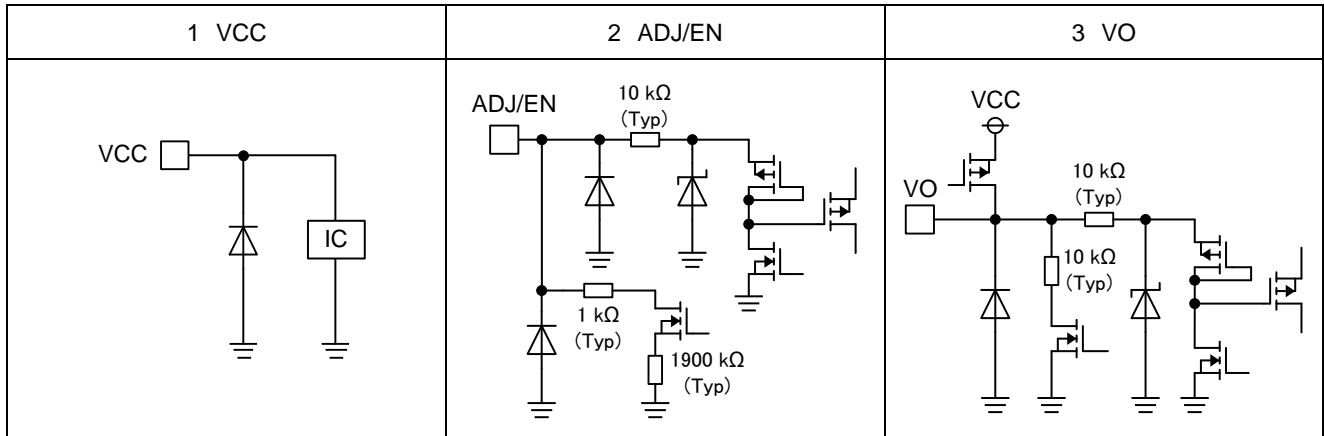 1 VCC
2 ADJ/EN
3 VO
VCC
IC
ADJ/EN
10 kΩ
(Typ)
1 kΩ
(Typ)
1900 kΩ
(Typ)
VCC
VO
10 kΩ
(Typ)
10 kΩ
(Typ)